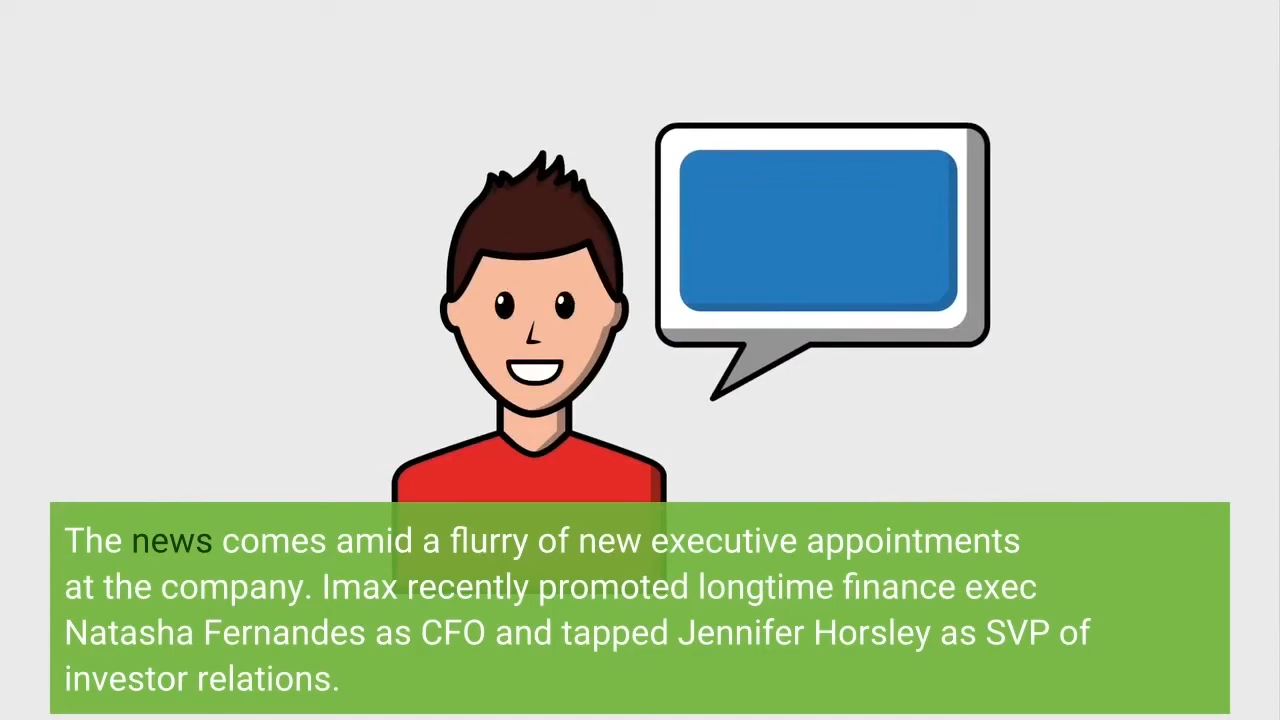 The news comes amid a flurry of new executive appointments
at the company. Imax recently promoted longtime finance exec
Natasha Fernandes as CFO and tapped Jennifer Horsley as SVP of
investor relations.